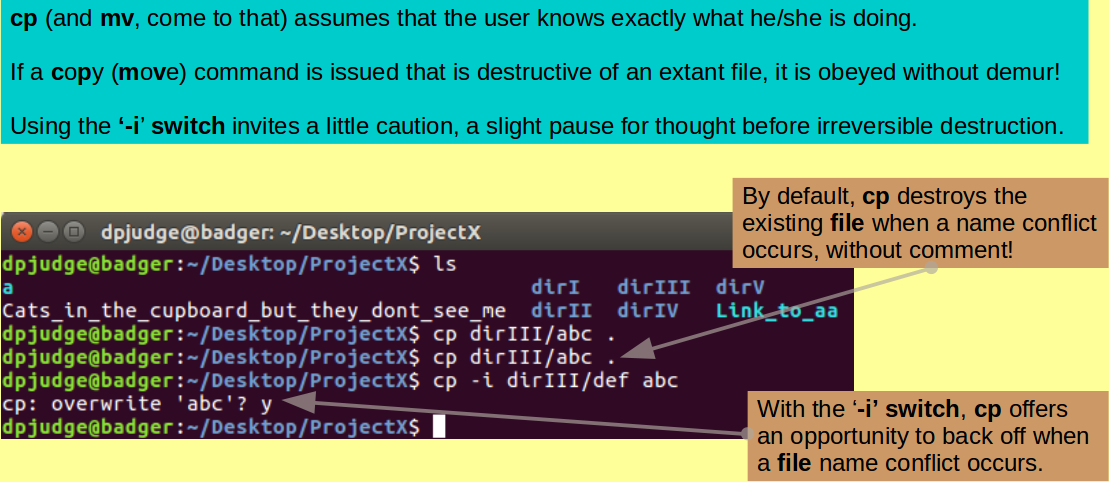 cp (and mv, come to that) assumes that the user knows exactly what he/she is doing.
If a copy (move) command is issued that is destructive of an extant file, it is obeyed without demur!
Using the ‘-i’ switch invites a little caution, a slight pause for thought before irreversible destruction.
By default, cp destroys the
existing file when a name conflict
occurs, without comment!
dpjudge@badger: ~/Desktop/ProjectX
dpjudge@badger:~/Desktop/ProjectX$ ls
a dirI dirIII dirV
Cats_in_the_cupboard_but_they_dont_see_me dirII dirIV Link_to_aa
dpjudge@badger:~/Desktop/ProjectX$ cp dirIII/abc .
dpjudge@badger:~/Desktop/ProjectX$ cp dirIII/abc .
dpjudge@badger:~/Desktop/ProjectX$ cp -i dirIII/def abc
cp: overwrite 'abc'? y
dpjudge@badger:~/Desktop/ProjectX$
With the ‘-i’ switch, cp offers
an opportunity to back off when
a file name conflict occurs.